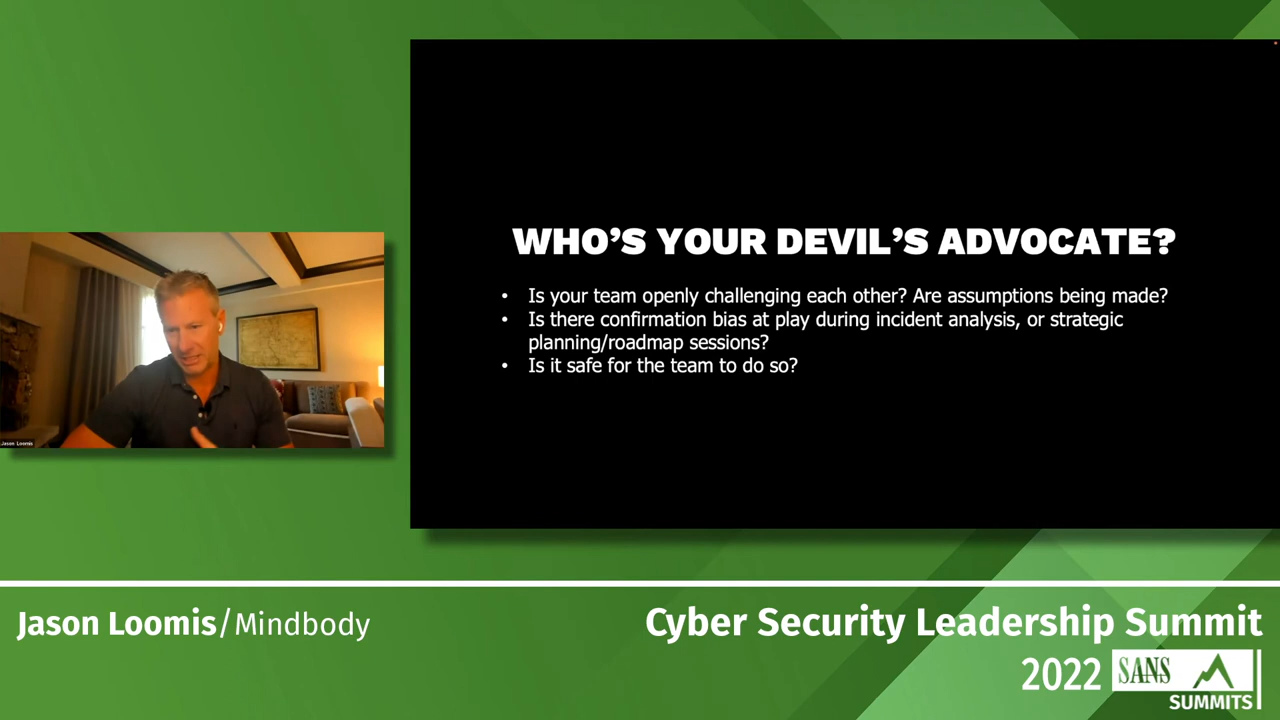 WHO'S YOUR DEVIL'S ADVOCATE?
• Is your team openly challenging each other? Are assumptions being made?
• Is there confirmation bias at play during incident analysis, or strategic
planning/roadmap sessions?
• Is it safe for the team to do so?
Jason Loomis
Jason Loomis/Mindbody
Cyber Security Leadership Summit
2022 SANS
SUMMITS